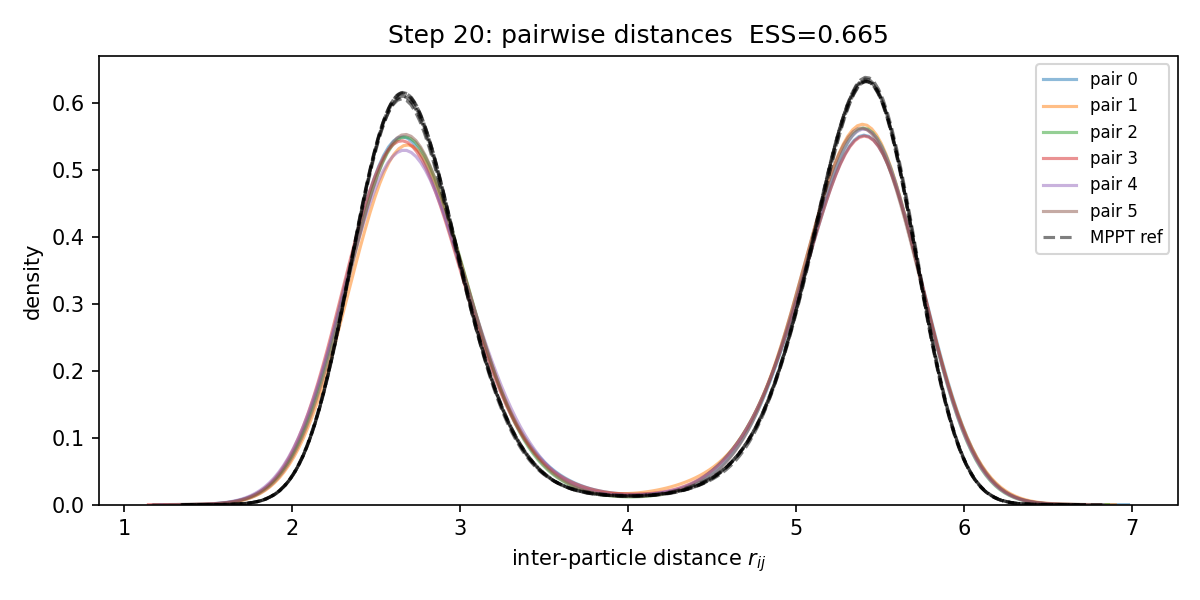 Step 20: pairwise distances  ESS=0.665
density
0.6
0.5
0.4
0.3
0.2
0.1
0.0
1 2 3 4 5 6 7
inter-particle distance r_ij
pair 0
pair 1
pair 2
pair 3
pair 4
pair 5
MPPT ref